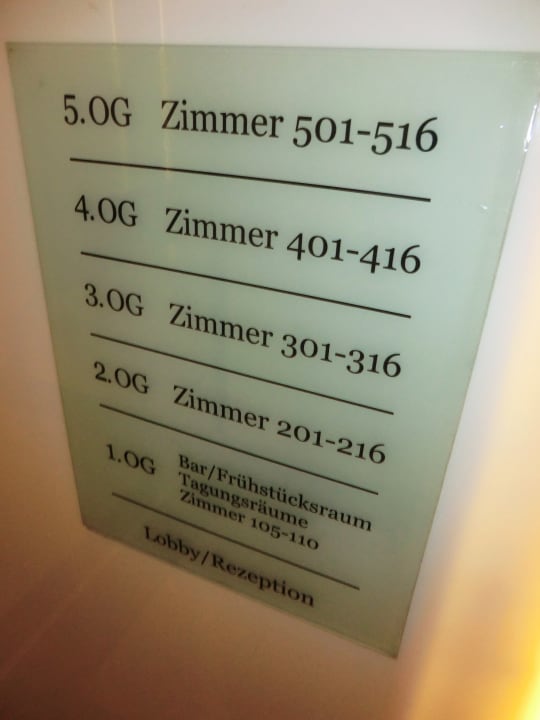 5.OG Zimmer 501-516
4.OG Zimmer 401-416
3.OG Zimmer 301-316
2.OG Zimmer 201-216
1.OG Bar/Frühstücksraum
Tagungsräume
Zimmer 105-110
Lobby/Rezeption